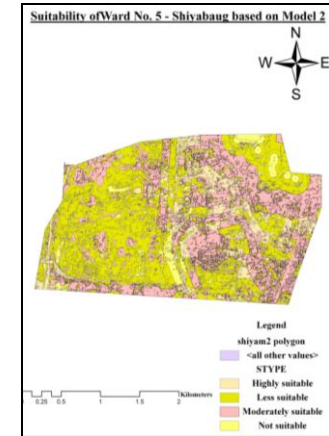 Suitability ofWard No. 5 - Shiyabaug based on Model 2
N
W E
S
Legend
shiyam2 polygon
<all other values>
STYPE
Highly suitable
Less suitable
Moderately suitable
Not suitable
Kilometers
0 0.25 0.5 1 1.5 2